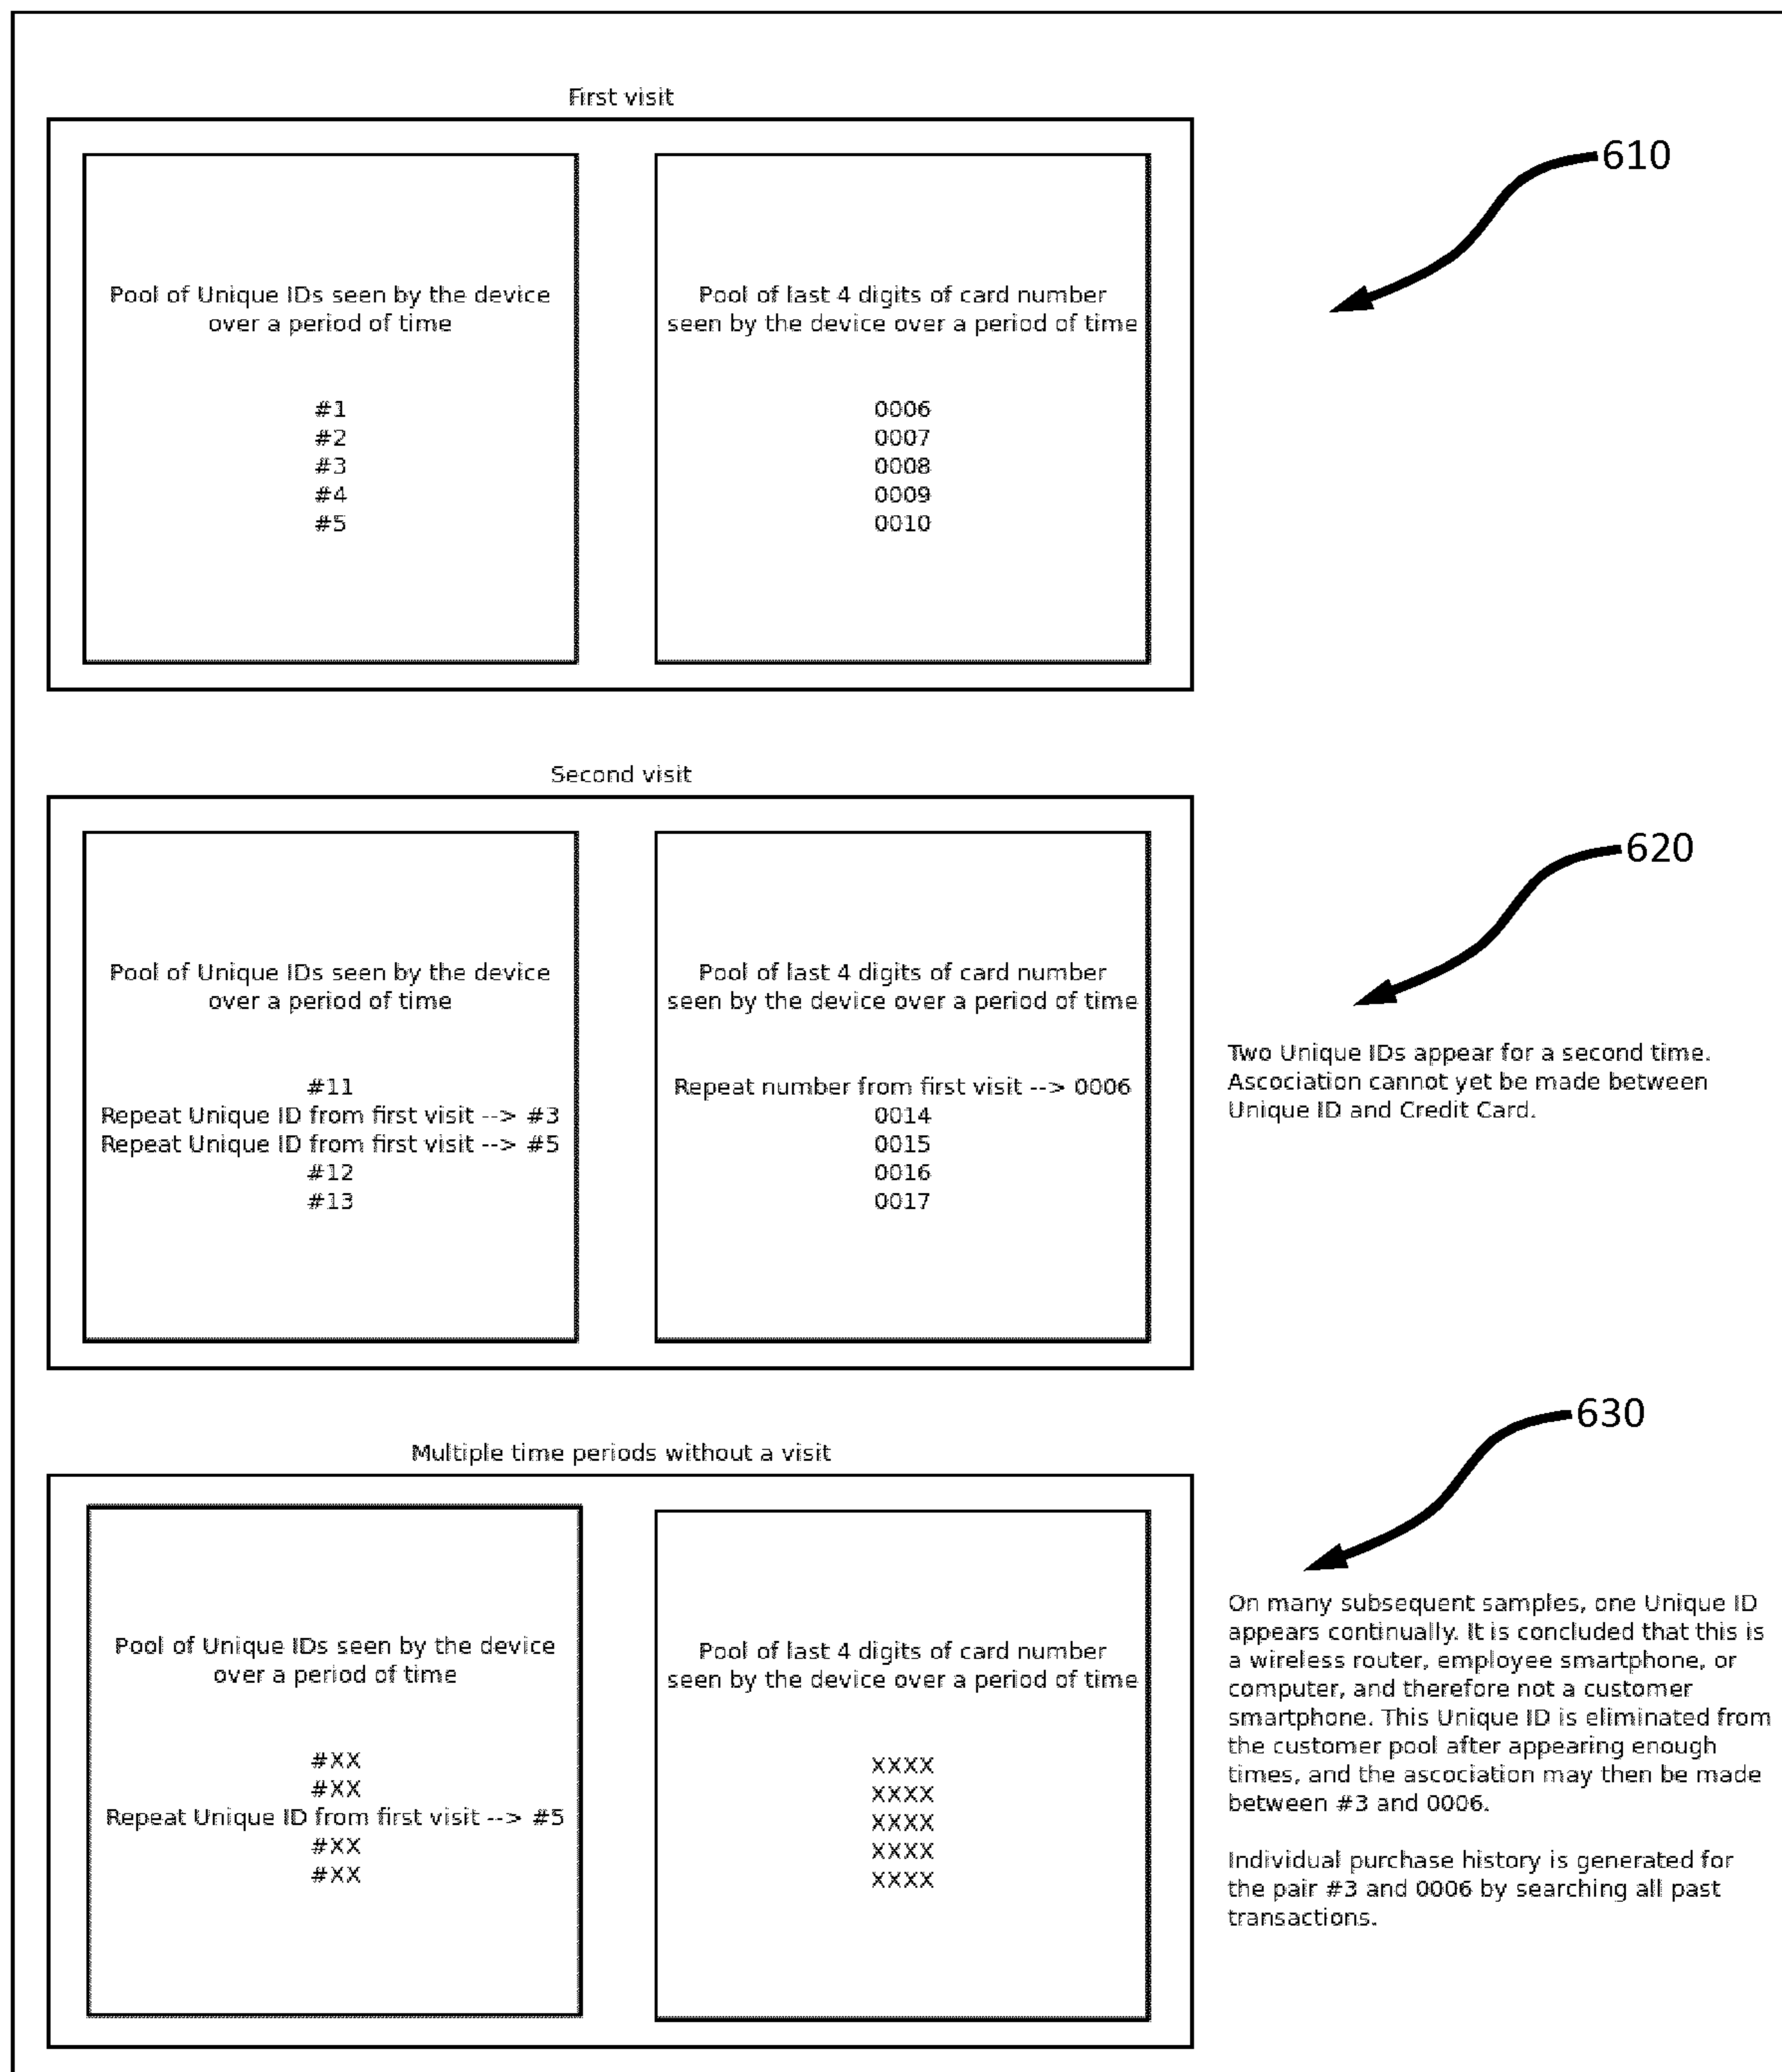 First visit
610
Pool of Unique IDs seen by the device
over a period of time
#1
#2
#3
#4
#5
Pool of last 4 digits of card number
seen by the device over a period of time
0006
0007
0008
0009
0010
Second visit
620
Pool of Unique IDs seen by the device
over a period of time
#11
Repeat Unique ID from first visit --> #3
Repeat Unique ID from first visit --> #5
#12
#13
Pool of last 4 digits of card number
seen by the device over a period of time
Repeat number from first visit --> 0006
0014
0015
0016
0017
Two Unique IDs appear for a second time.
Ascociation cannot yet be made between
Unique ID and Credit Card.
Multiple time periods without a visit
630
Pool of Unique IDs seen by the device
over a period of time
#XX
#XX
Repeat Unique ID from first visit --> #5
#XX
#XX
Pool of last 4 digits of card number
seen by the device over a period of time
XXXX
XXXX
XXXX
XXXX
XXXX
On many subsequent samples, one Unique ID
appears continually. It is concluded that this is
a wireless router, employee smartphone, or
computer, and therefore not a customer
smartphone. This Unique ID is eliminated from
the customer pool after appearing enough
times, and the ascociation may then be made
between #3 and 0006.
Individual purchase history is generated for
the pair #3 and 0006 by searching all past
transactions.